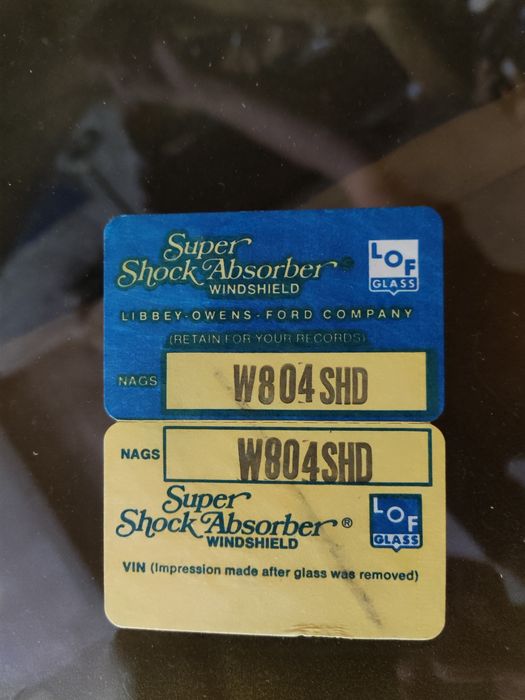 Super
Shock Absorber®
WINDSHIELD
LOF
GLASS
LIBBEY-OWENS-FORD COMPANY
(RETAIN FOR YOUR RECORDS)
NAGS W804SHD
NAGS W804SHD
Super
Shock Absorber®
WINDSHIELD
LOF
GLASS
VIN (Impression made after glass was removed)